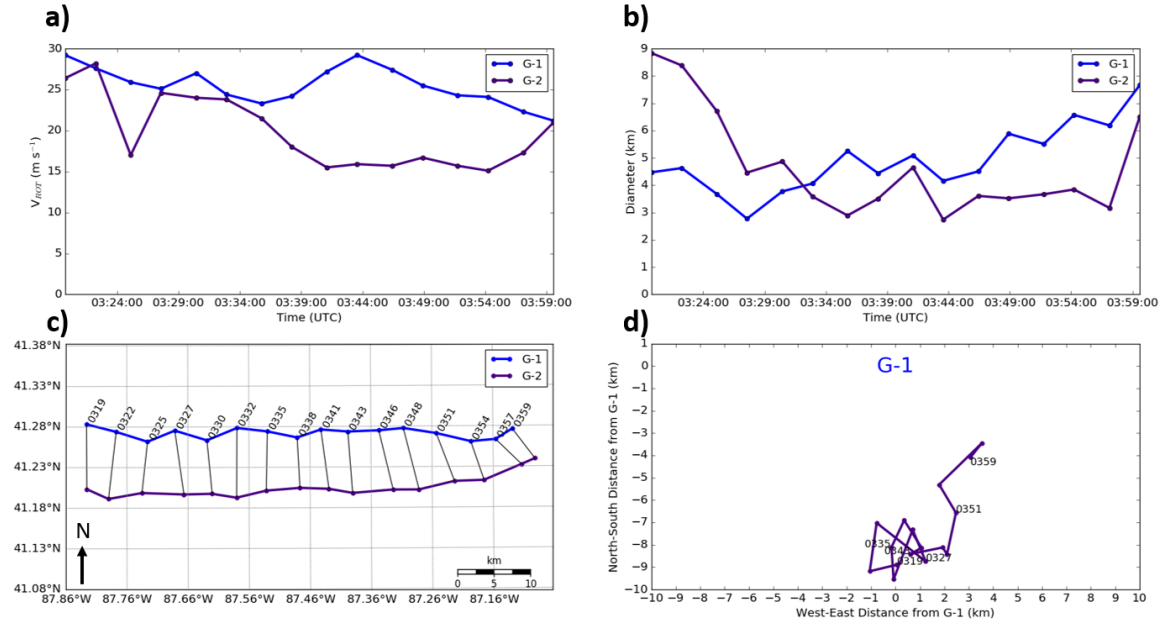 a)
30
25
20
15
10
5
0
V_ROT (m s⁻¹)
G-1
G-2
03:24:00 03:29:00 03:34:00 03:39:00 03:44:00 03:49:00 03:54:00 03:59:00
Time (UTC)
b)
9
8
7
6
5
4
3
2
1
0
Diameter (km)
G-1
G-2
03:24:00 03:29:00 03:34:00 03:39:00 03:44:00 03:49:00 03:54:00 03:59:00
Time (UTC)
c)
41.38°N
41.33°N
41.28°N
41.23°N
41.18°N
41.13°N
41.08°N
G-1
G-2
0319 0322 0325 0327 0330 0332 0335 0338 0341 0343 0346 0348 0351 0354 0357 0359
N
km
0 5 10
87.86°W 87.76°W 87.66°W 87.56°W 87.46°W 87.36°W 87.26°W 87.16°W
d)
1
0
−1
−2
−3
−4
−5
−6
−7
−8
−9
−10
North-South Distance from G-1 (km)
G-1
0359
0351
0335
0343
0327
0319
−10 −9 −8 −7 −6 −5 −4 −3 −2 −1 0 1 2 3 4 5 6 7 8 9 10
West-East Distance from G-1 (km)